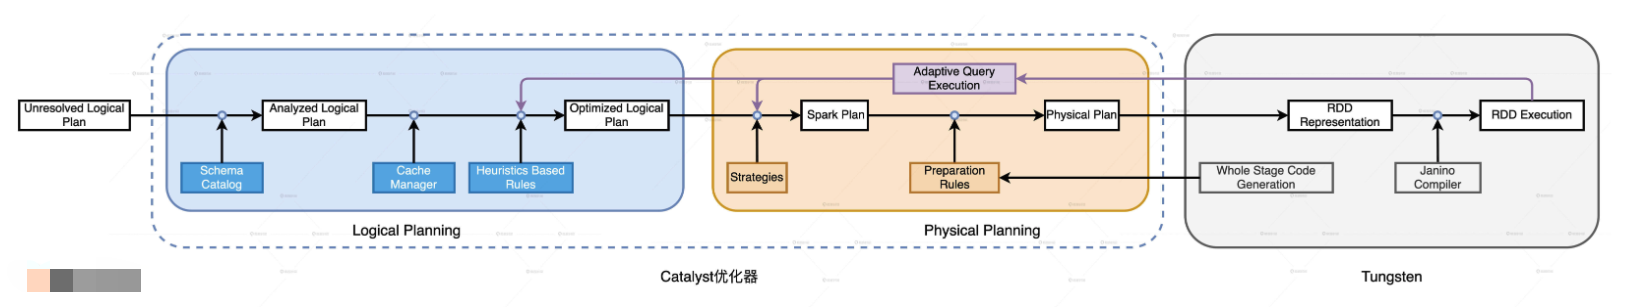 Adaptive Query
Execution
Unresolved Logical
Plan
Analyzed Logical
Plan
Optimized Logical
Plan
Spark Plan
Physical Plan
RDD
Representation
RDD Execution
Schema
Catalog
Cache
Manager
Heuristics Based
Rules
Strategies
Preparation
Rules
Whole Stage Code
Generation
Janino
Compiler
Logical Planning
Physical Planning
Catalyst优化器
Tungsten